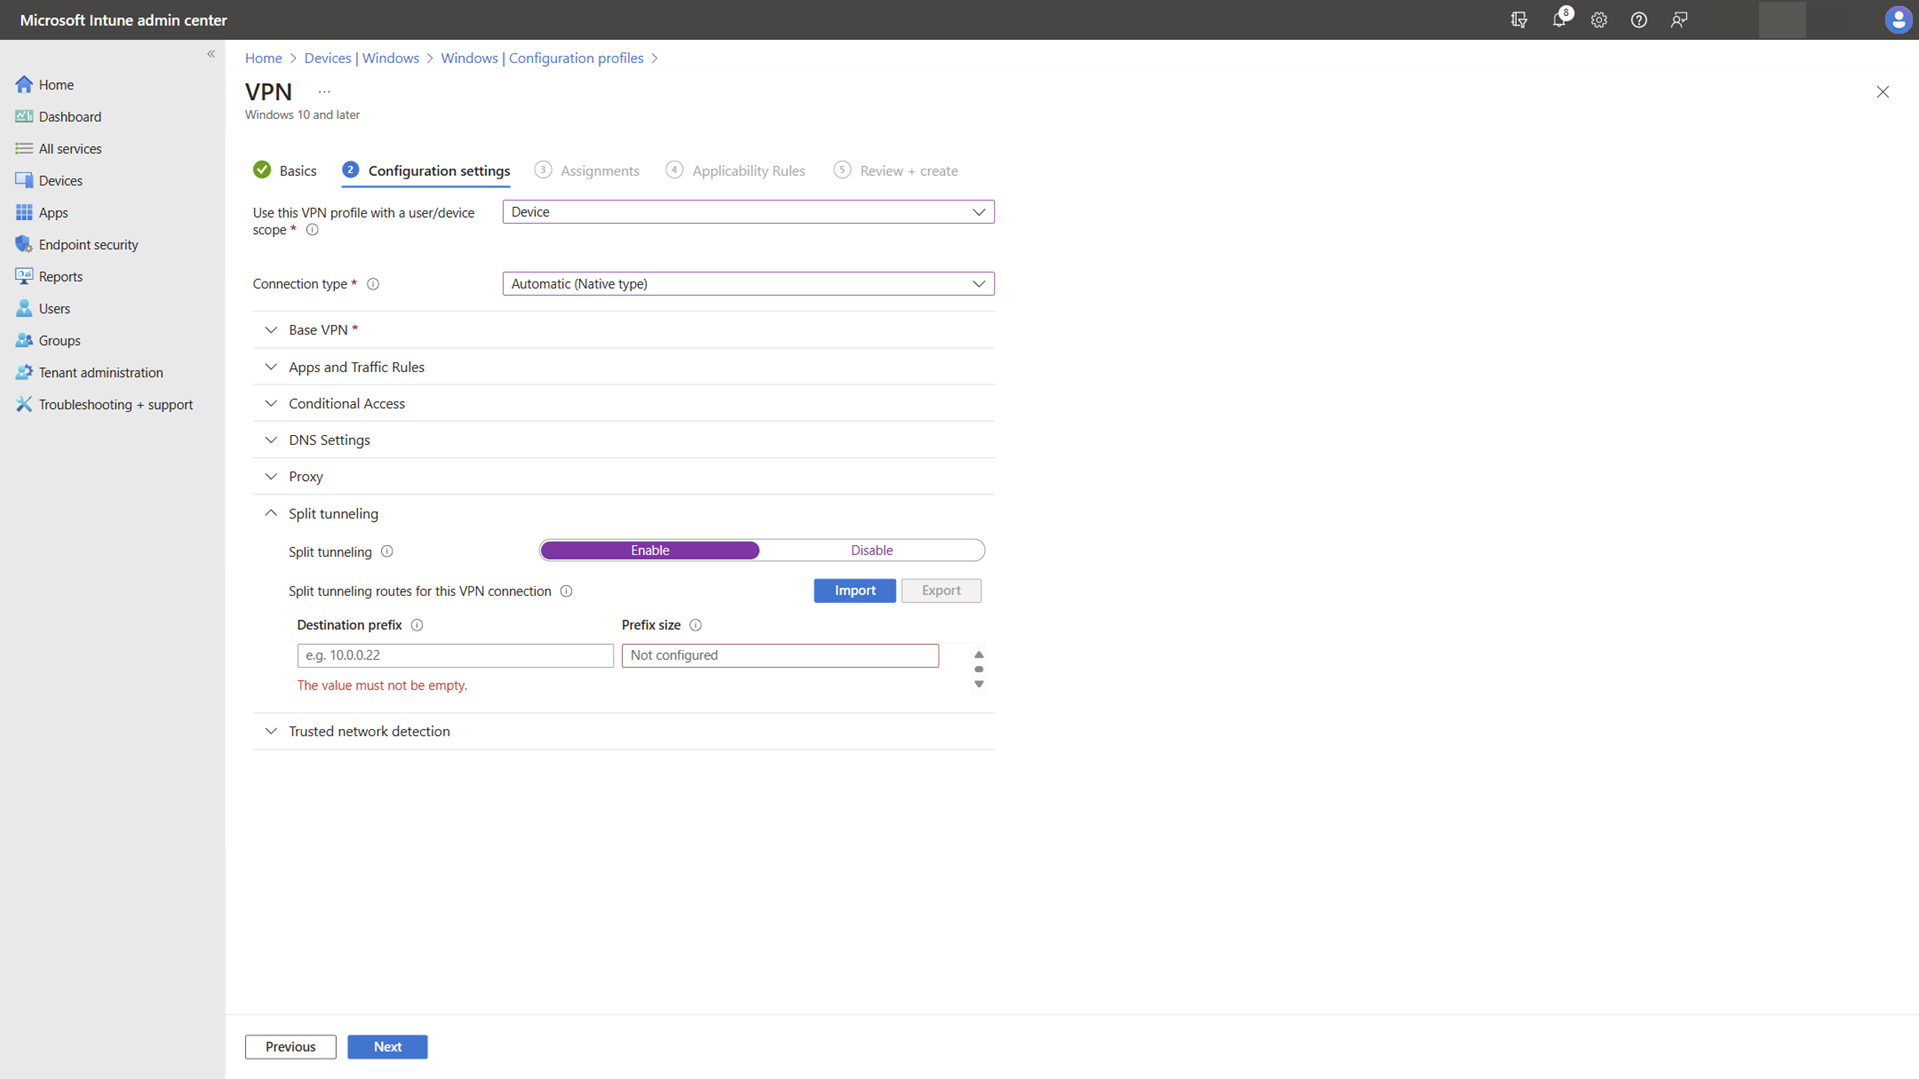 Microsoft Intune admin center
8
«
Home
Dashboard
All services
Devices
Apps
Endpoint security
Reports
Users
Groups
Tenant administration
Troubleshooting + support
Home > Devices | Windows > Windows | Configuration profiles >
VPN ...
Windows 10 and later
Basics
2 Configuration settings
3 Assignments
4 Applicability Rules
5 Review + create
Use this VPN profile with a user/device
scope *
Device
Connection type *
Automatic (Native type)
Base VPN *
Apps and Traffic Rules
Conditional Access
DNS Settings
Proxy
Split tunneling
Split tunneling
Enable
Disable
Split tunneling routes for this VPN connection
Import
Export
Destination prefix
Prefix size
e.g. 10.0.0.22
Not configured
The value must not be empty.
Trusted network detection
Previous
Next